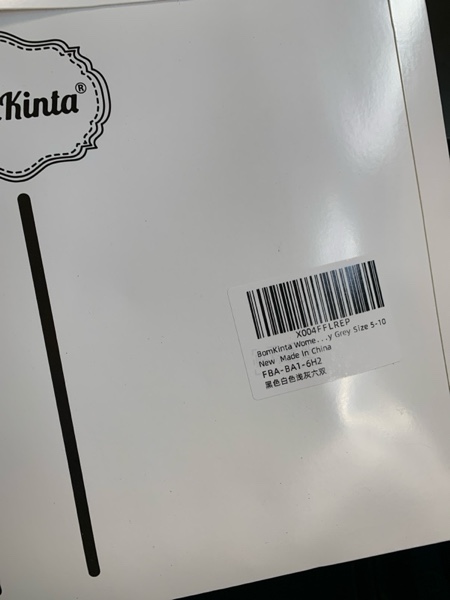 Kinta®
X004FFLREP
BomKinta Wome...y Grey Size 5-10
New Made In China
FBA-BA1-6H2
黑色白色浅灰六双